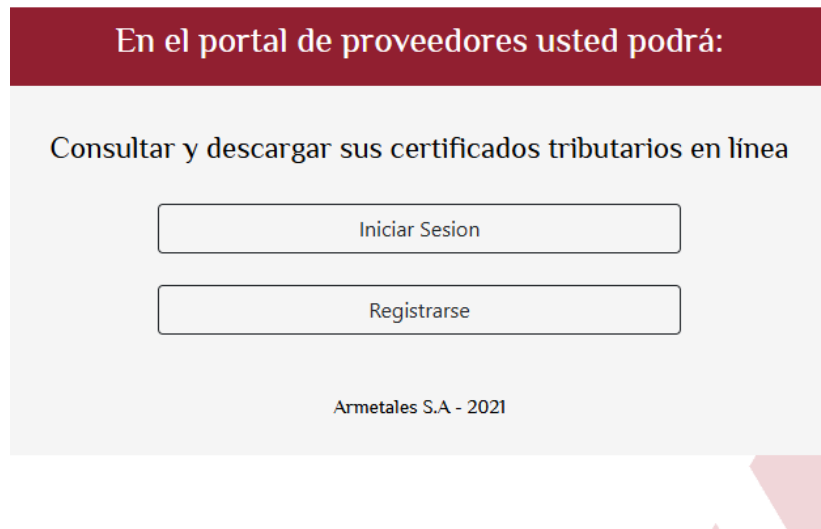 En el portal de proveedores usted podrá:
Consultar y descargar sus certificados tributarios en línea
Iniciar Sesion
Registrarse
Armetales S.A - 2021